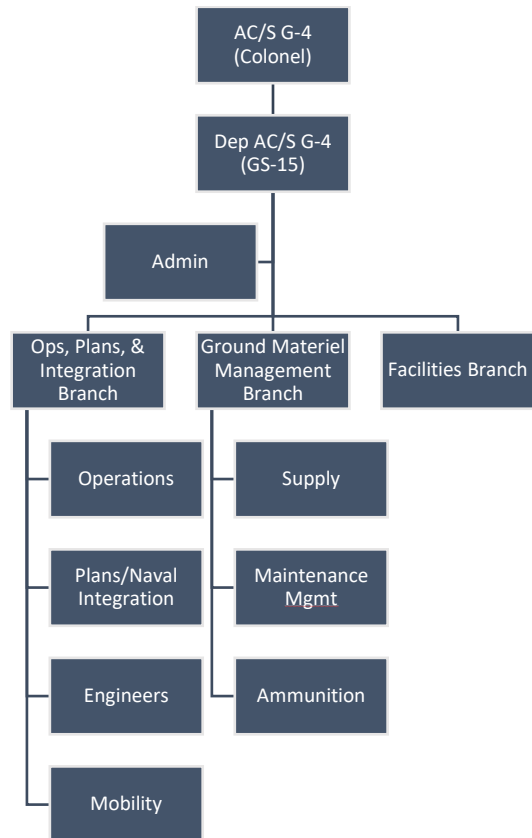 AC/S G-4
(Colonel)
Dep AC/S G-4
(GS-15)
Admin
Ops, Plans, &
Integration
Branch
Ground Materiel
Management
Branch
Facilities Branch
Operations
Plans/Naval
Integration
Engineers
Mobility
Supply
Maintenance
Mgmt
Ammunition